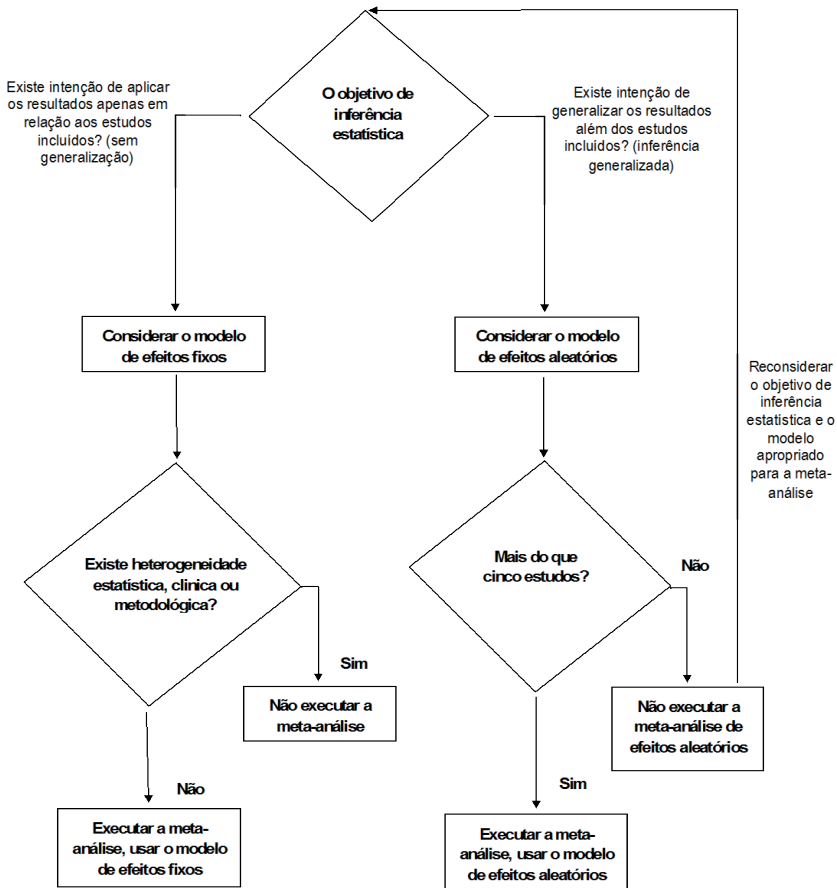 O objetivo de
inferência
estatística
Existe intenção de aplicar
os resultados apenas em
relação aos estudos
incluídos? (sem
generalização)
Existe intenção de
generalizar os resultados
além dos estudos
incluídos? (inferência
generalizada)
Considerar o modelo
de efeitos fixos
Considerar o modelo
de efeitos aleatórios
Reconsiderar
o objetivo de
inferência
estatística e o
modelo
apropriado
para a meta-
análise
Existe heterogeneidade
estatística, clinica ou
metodológica?
Mais do que
cinco estudos?
Não
Sim
Não executar a
meta-análise
Não executar a
meta-análise de
efeitos aleatórios
Não
Sim
Executar a meta-
análise, usar o modelo
de efeitos fixos
Executar a meta-
análise, usar o modelo
de efeitos aleatórios